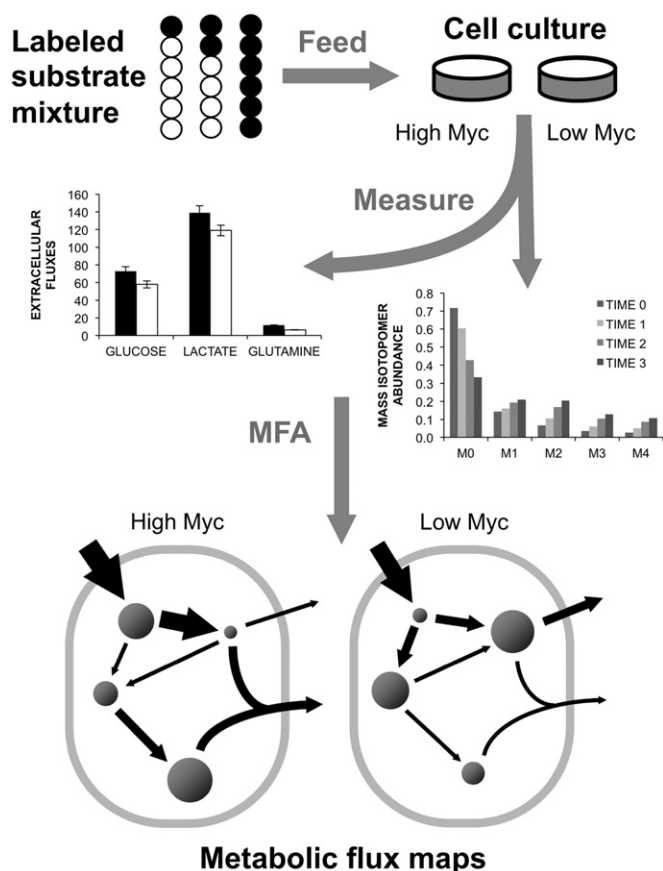 Labeled
substrate
mixture
Feed
Cell culture
High Myc
Low Myc
Measure
EXTRACELLULAR
FLUXES
160
140
120
100
80
60
40
20
0
GLUCOSE
LACTATE
GLUTAMINE
MASS ISOTOPOMER
ABUNDANCE
0.8
0.7
0.6
0.5
0.4
0.3
0.2
0.1
0.0
TIME 0
TIME 1
TIME 2
TIME 3
M0
M1
M2
M3
M4
MFA
High Myc
Low Myc
Metabolic flux maps